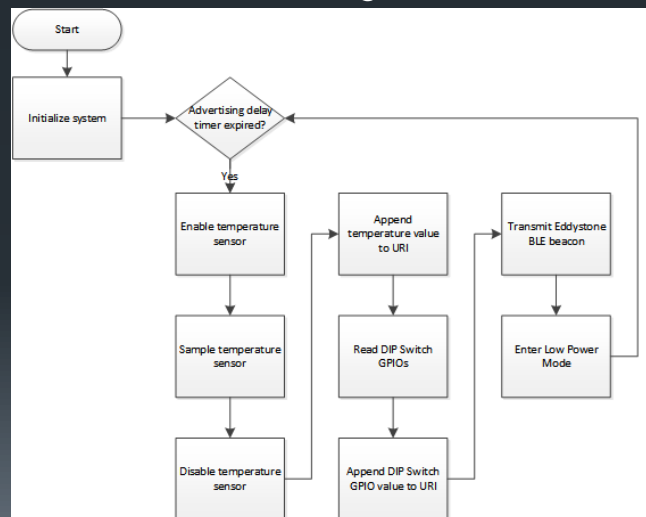 Start
Initialize system
Advertising delay
timer expired?
Yes
Enable temperature
sensor
Sample temperature
sensor
Disable temperature
sensor
Append
temperature value
to URI
Read DIP Switch
GPIOs
Append DIP Switch
GPIO value to URI
Transmit Eddystone
BLE beacon
Enter Low Power
Mode